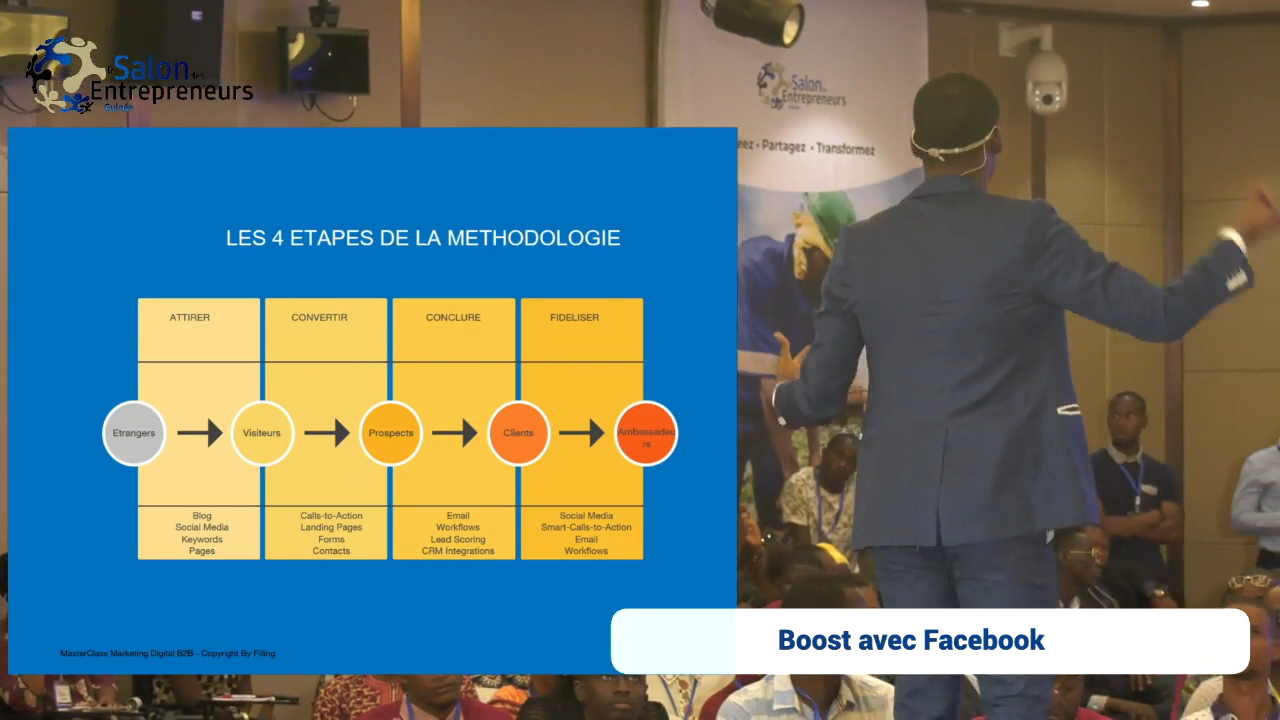 Salon des
Entrepreneurs
Guinée
Salon des
Entrepreneurs
• Partagez • Transformez
LES 4 ETAPES DE LA METHODOLOGIE
ATTIRER
CONVERTIR
CONCLURE
FIDELISER
Etrangers
Visiteurs
Prospects
Clients
Ambassadeu
rs
Blog
Social Media
Keywords
Pages
Calls-to-Action
Landing Pages
Forms
Contacts
Email
Workflows
Lead Scoring
CRM Integrations
Social Media
Smart-Calls-to-Action
Email
Workflows
MasterClass Marketing Digital B2B - Copyright By Filling
Boost avec Facebook